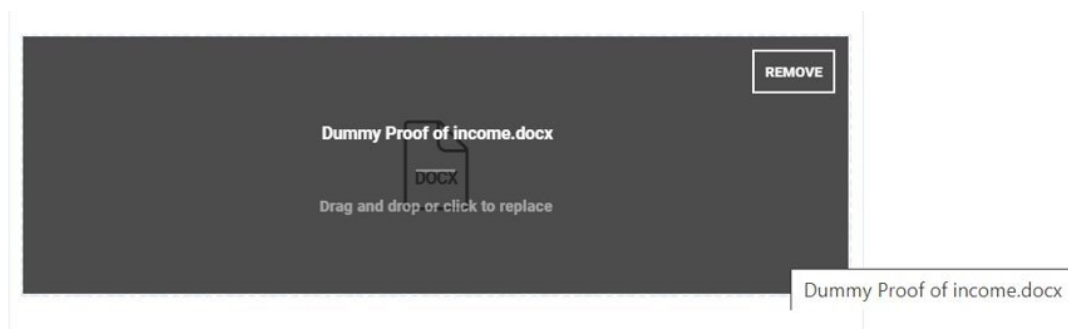 REMOVE
Dummy Proof of income.docx
DOCX
Drag and drop or click to replace
Dummy Proof of income.docx